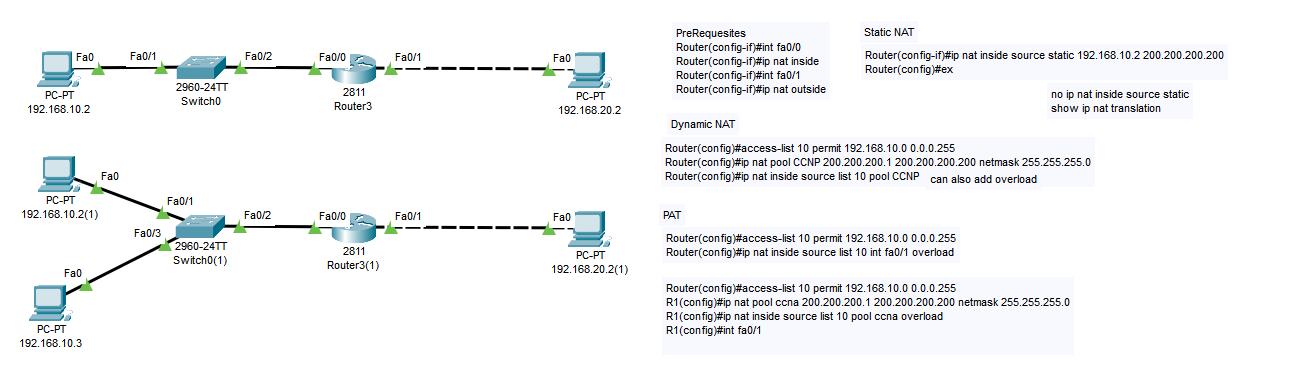 Fa0
Fa0/1
Fa0/2
Fa0/0
Fa0/1
Fa0
PC-PT
192.168.10.2
2960-24TT
Switch0
2811
Router3
PC-PT
192.168.20.2
Fa0
PC-PT
192.168.10.2(1)
Fa0/1
Fa0/3
Fa0/2
Fa0/0
Fa0/1
Fa0
2960-24TT
Switch0(1)
2811
Router3(1)
PC-PT
192.168.20.2(1)
Fa0
PC-PT
192.168.10.3
PreRequesites
Router(config)#int fa0/0
Router(config-if)#ip nat inside
Router(config-if)#int fa0/1
Router(config-if)#ip nat outside
Static NAT
Router(config-if)#ip nat inside source static 192.168.10.2 200.200.200.200
Router(config)#ex
no ip nat inside source static
show ip nat translation
Dynamic NAT
Router(config)#access-list 10 permit 192.168.10.0 0.0.0.255
Router(config)#ip nat pool CCNP 200.200.200.1 200.200.200.200 netmask 255.255.255.0
Router(config)#ip nat inside source list 10 pool CCNP
can also add overload
PAT
Router(config)#access-list 10 permit 192.168.10.0 0.0.0.255
Router(config)#ip nat inside source list 10 int fa0/1 overload
Router(config)#access-list 10 permit 192.168.10.0 0.0.0.255
R1(config)#ip nat pool ccna 200.200.200.1 200.200.200.200 netmask 255.255.255.0
R1(config)#ip nat inside source list 10 pool ccna overload
R1(config)#int fa0/1